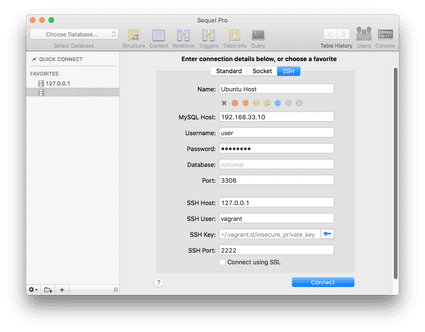 Sequel Pro
Choose Database...
Select Database
Structure Content Relations Triggers Table Info Query
Table History Users Console
QUICK CONNECT
FAVORITES
127.0.0.1
Enter connection details below, or choose a favorite
Standard Socket SSH
Name: Ubuntu Host
MySQL Host: 192.168.33.10
Username: user
Password: ••••••••
Database: optional
Port: 3306
SSH Host: 127.0.0.1
SSH User: vagrant
SSH Key: ~/.vagrant.d/insecure_private_key
SSH Port: 2222
Connect using SSL
? Connect